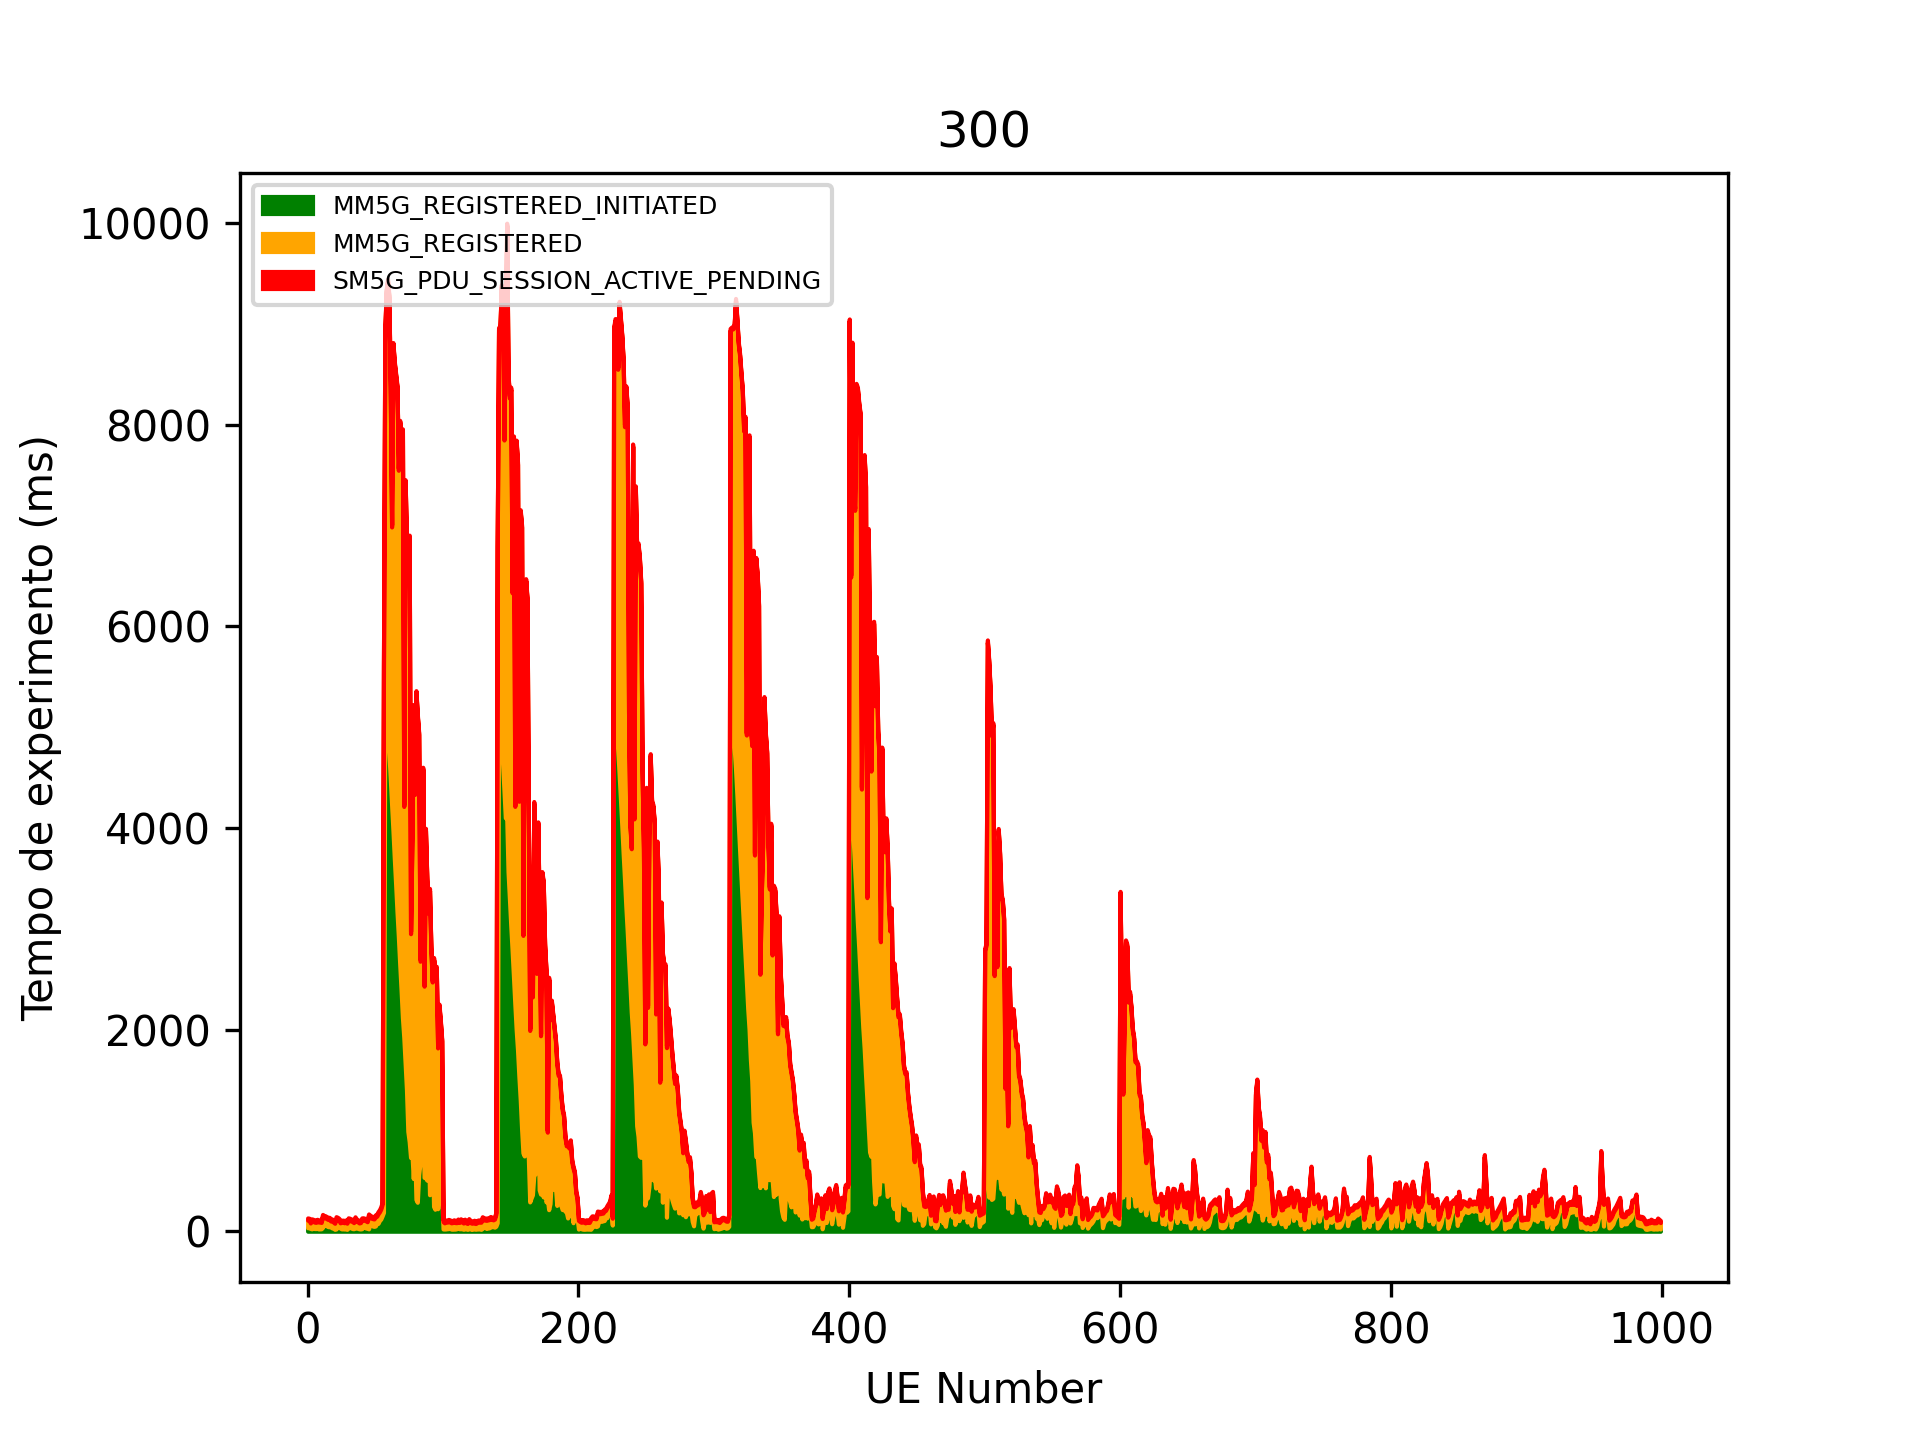 300
MM5G_REGISTERED_INITIATED
MM5G_REGISTERED
SM5G_PDU_SESSION_ACTIVE_PENDING
10000
8000
6000
4000
2000
0
Tempo de experimento (ms)
0 200 400 600 800 1000
UE Number